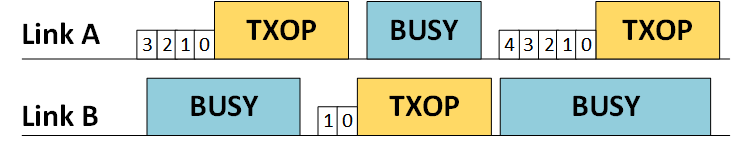 Link A 3 2 1 0 TXOP BUSY 4 3 2 1 0 TXOP
Link B BUSY 1 0 TXOP BUSY